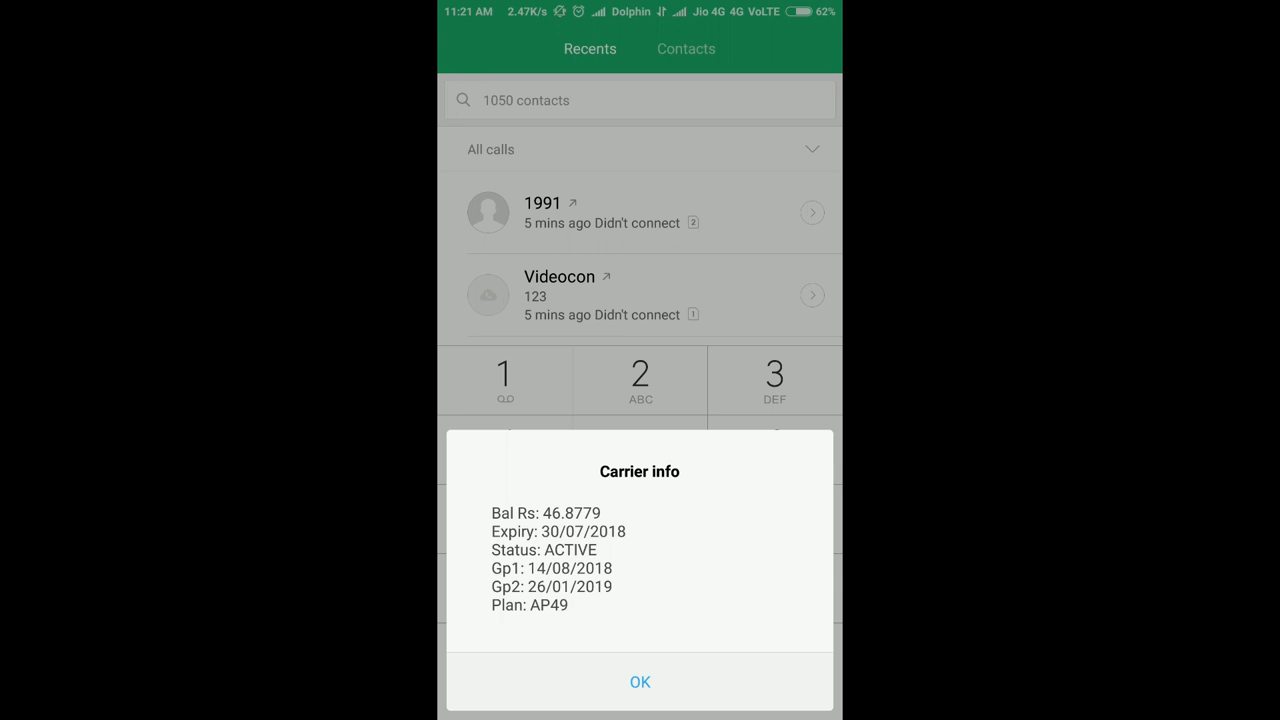 11:21 AM 2.47K/s Dolphin Jio 4G 4G VoLTE 62%
Recents Contacts
1050 contacts
All calls
1991
5 mins ago Didn't connect 2
Videocon
123
5 mins ago Didn't connect 1
1 2 3
ABC DEF
Carrier info
Bal Rs: 46.8779
Expiry: 30/07/2018
Status: ACTIVE
Gp1: 14/08/2018
Gp2: 26/01/2019
Plan: AP49
OK